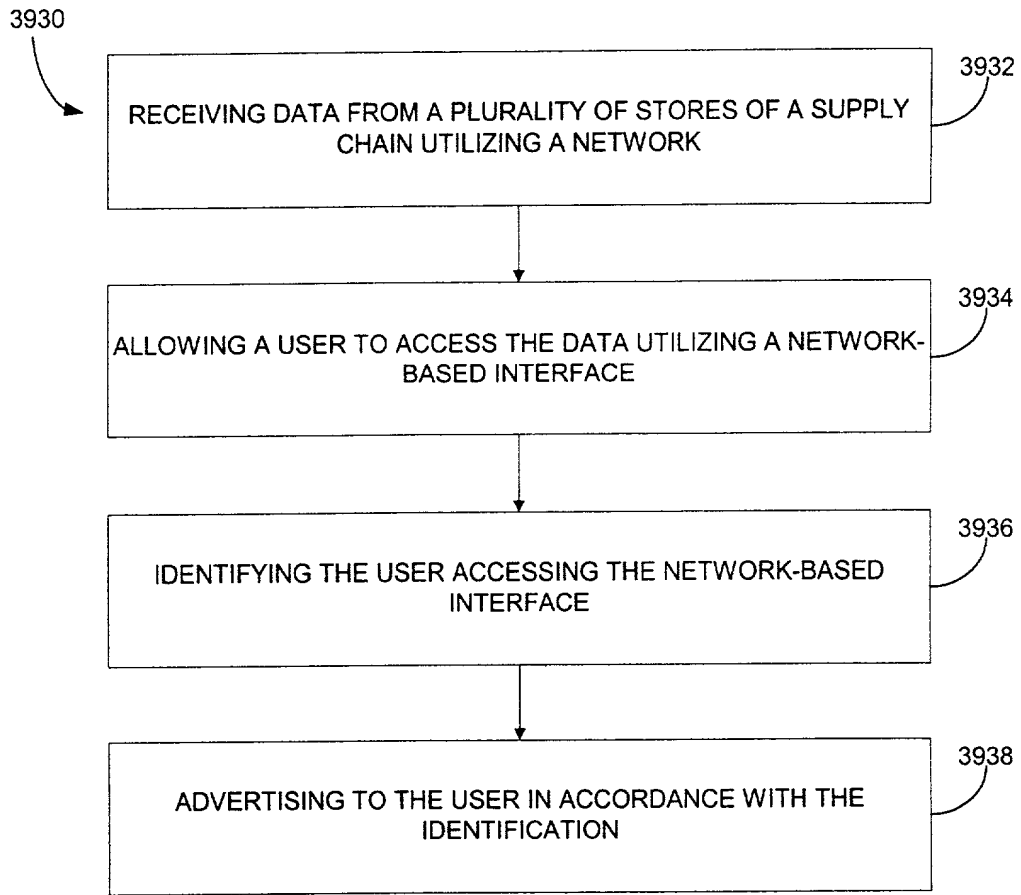 3930
3932
RECEIVING DATA FROM A PLURALITY OF STORES OF A SUPPLY
CHAIN UTILIZING A NETWORK
3934
ALLOWING A USER TO ACCESS THE DATA UTILIZING A NETWORK-
BASED INTERFACE
3936
IDENTIFYING THE USER ACCESSING THE NETWORK-BASED
INTERFACE
3938
ADVERTISING TO THE USER IN ACCORDANCE WITH THE
IDENTIFICATION